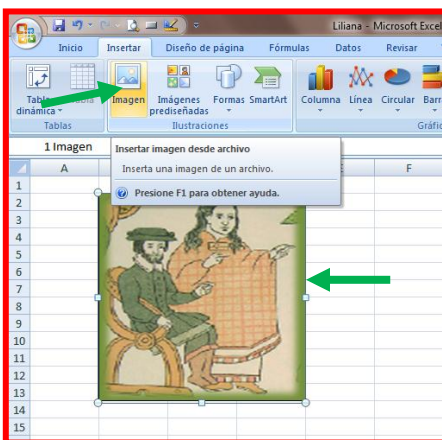 Liliana - Microsoft Excel
Inicio Insertar Diseño de página Fórmulas Datos Revisar
Tabla dinámica Tabla Imagen Imágenes prediseñadas Formas SmartArt Columna Línea Circular Barr
Tablas Ilustraciones Gráfic
1 Imagen
Insertar imagen desde archivo
Inserta una imagen de un archivo.
Presione F1 para obtener ayuda.
A F
1
2
3
4
5
6
7
8
9
10
11
12
13
14
15